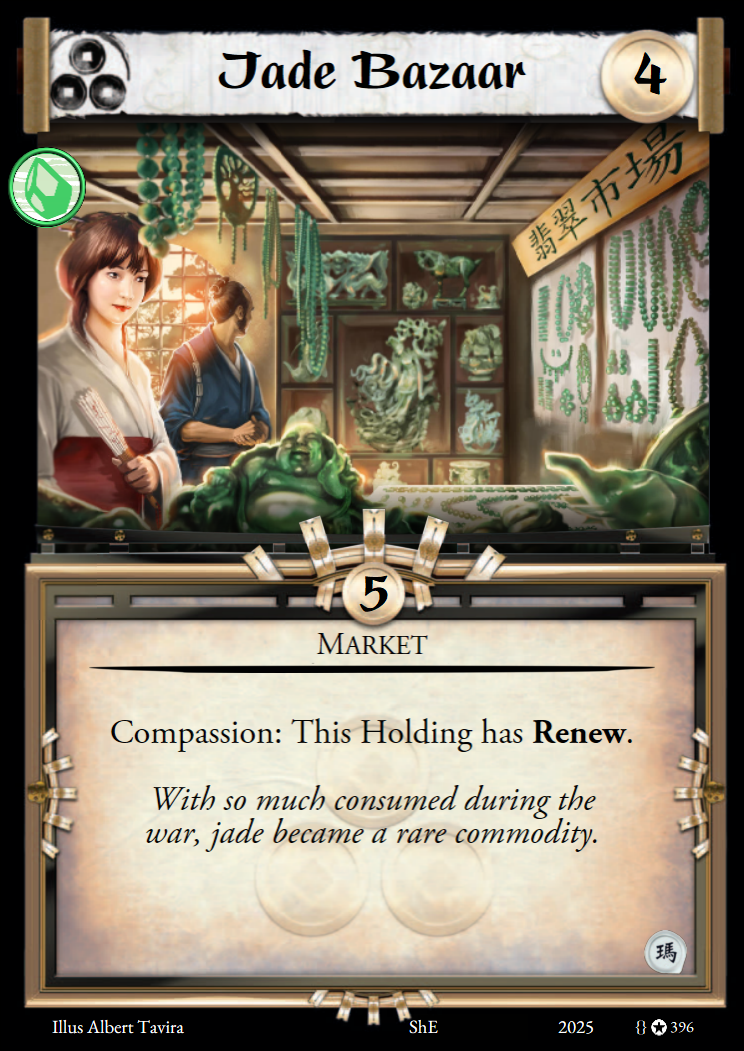 Jade Bazaar
4
翡翠市場
5
MARKET
Compassion: This Holding has Renew.
With so much consumed during the
war, jade became a rare commodity.
瑪
Illus Albert Tavira
ShE
2025
{} ✪ 396